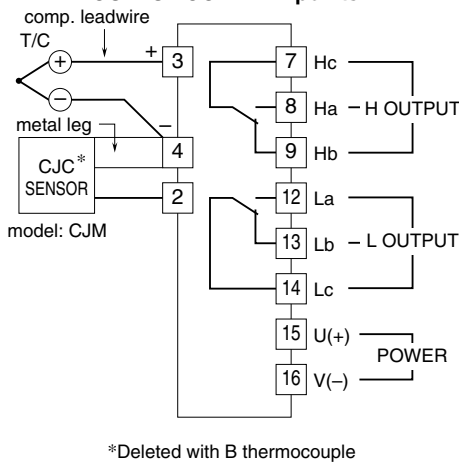 comp. leadwire
T/C
+
+
3
−
−
metal leg
4
CJC*
SENSOR
2
model: CJM
7 Hc
8 Ha
H OUTPUT
9 Hb
12 La
13 Lb
L OUTPUT
14 Lc
15 U(+)
POWER
16 V(−)
*Deleted with B thermocouple